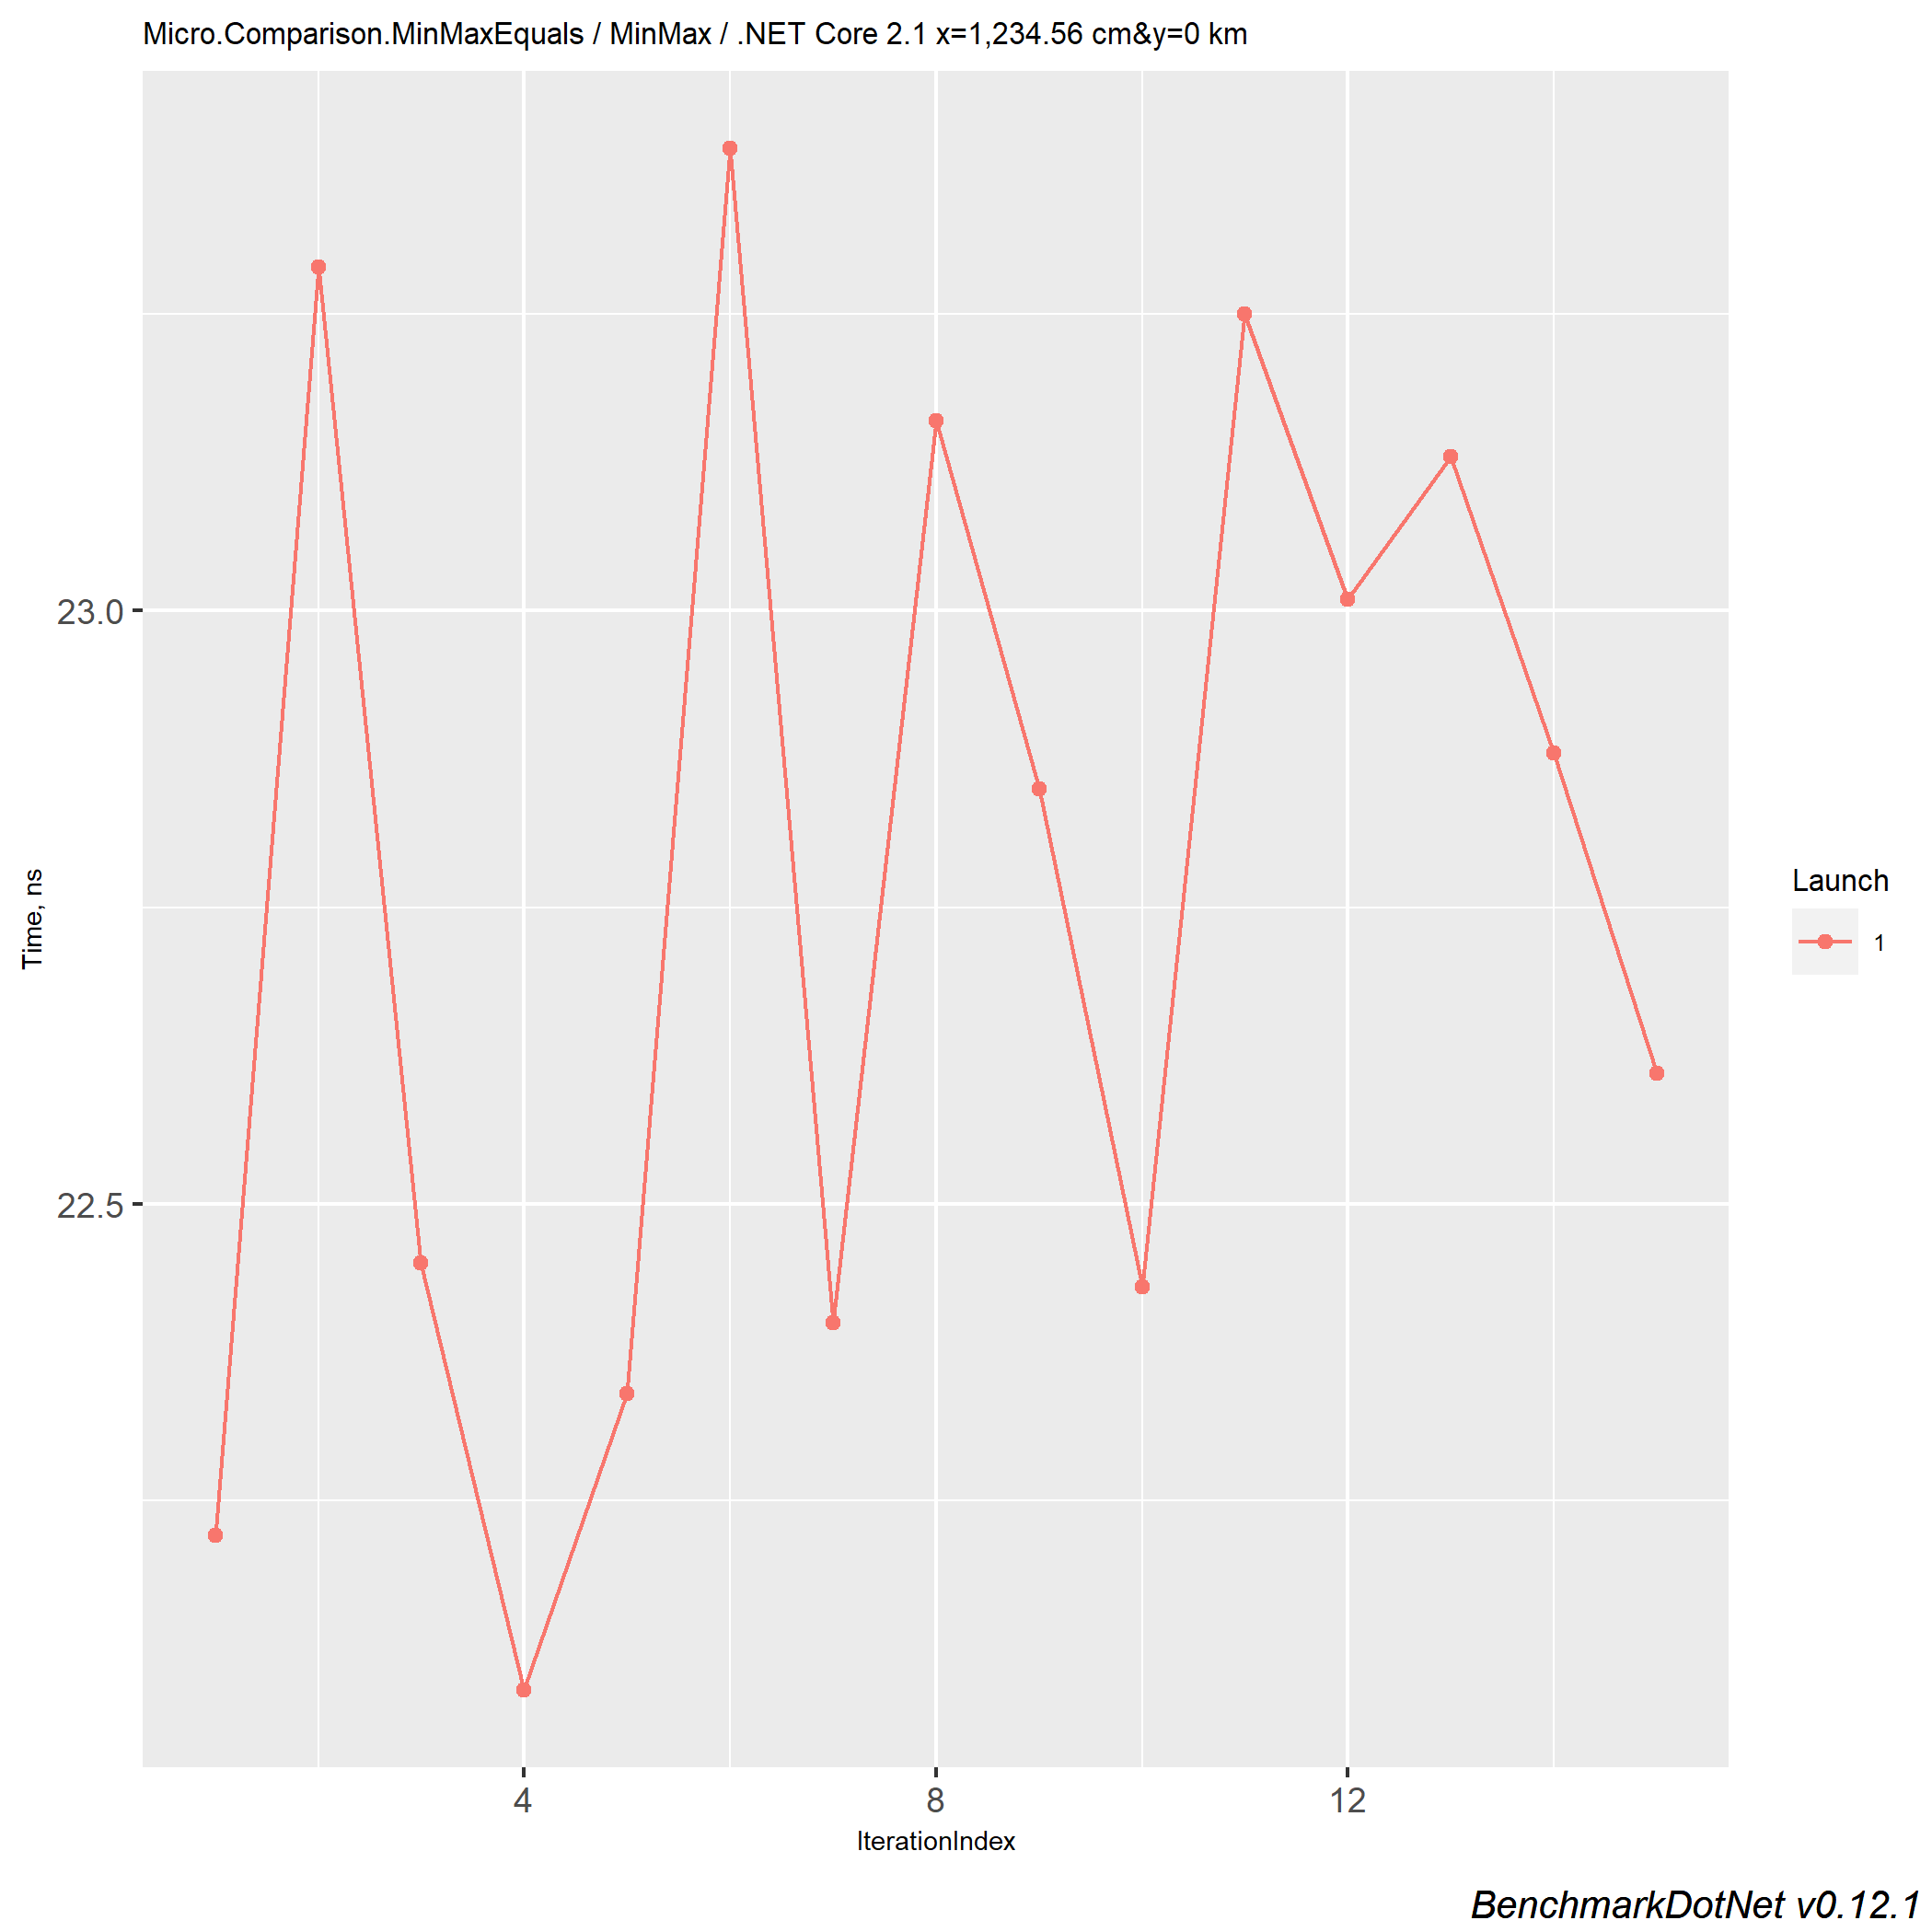 Micro.Comparison.MinMaxEquals / MinMax / .NET Core 2.1 x=1,234.56 cm&y=0 km
23.0
22.5
Time, ns
4 8 12
IterationIndex
Launch
1
BenchmarkDotNet v0.12.1